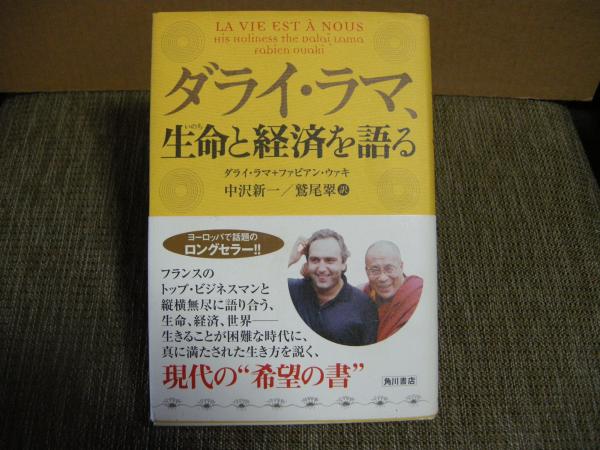 LA VIE EST À NOUS
His Holiness the Dalai Lama
Fabien Ouaki
ダライ・ラマ、
いのち
生命と経済を語る
ダライ・ラマ+ファビアン・ウァキ
中沢新一/鷲尾翠 訳
ヨーロッパで話題の
ロングセラー!!
フランスの
トップ・ビジネスマンと
縦横無尽に語り合う、
生命、経済、世界──
生きることが困難な時代に、
真に満たされた生き方を説く、
現代の“希望の書”
角川書店